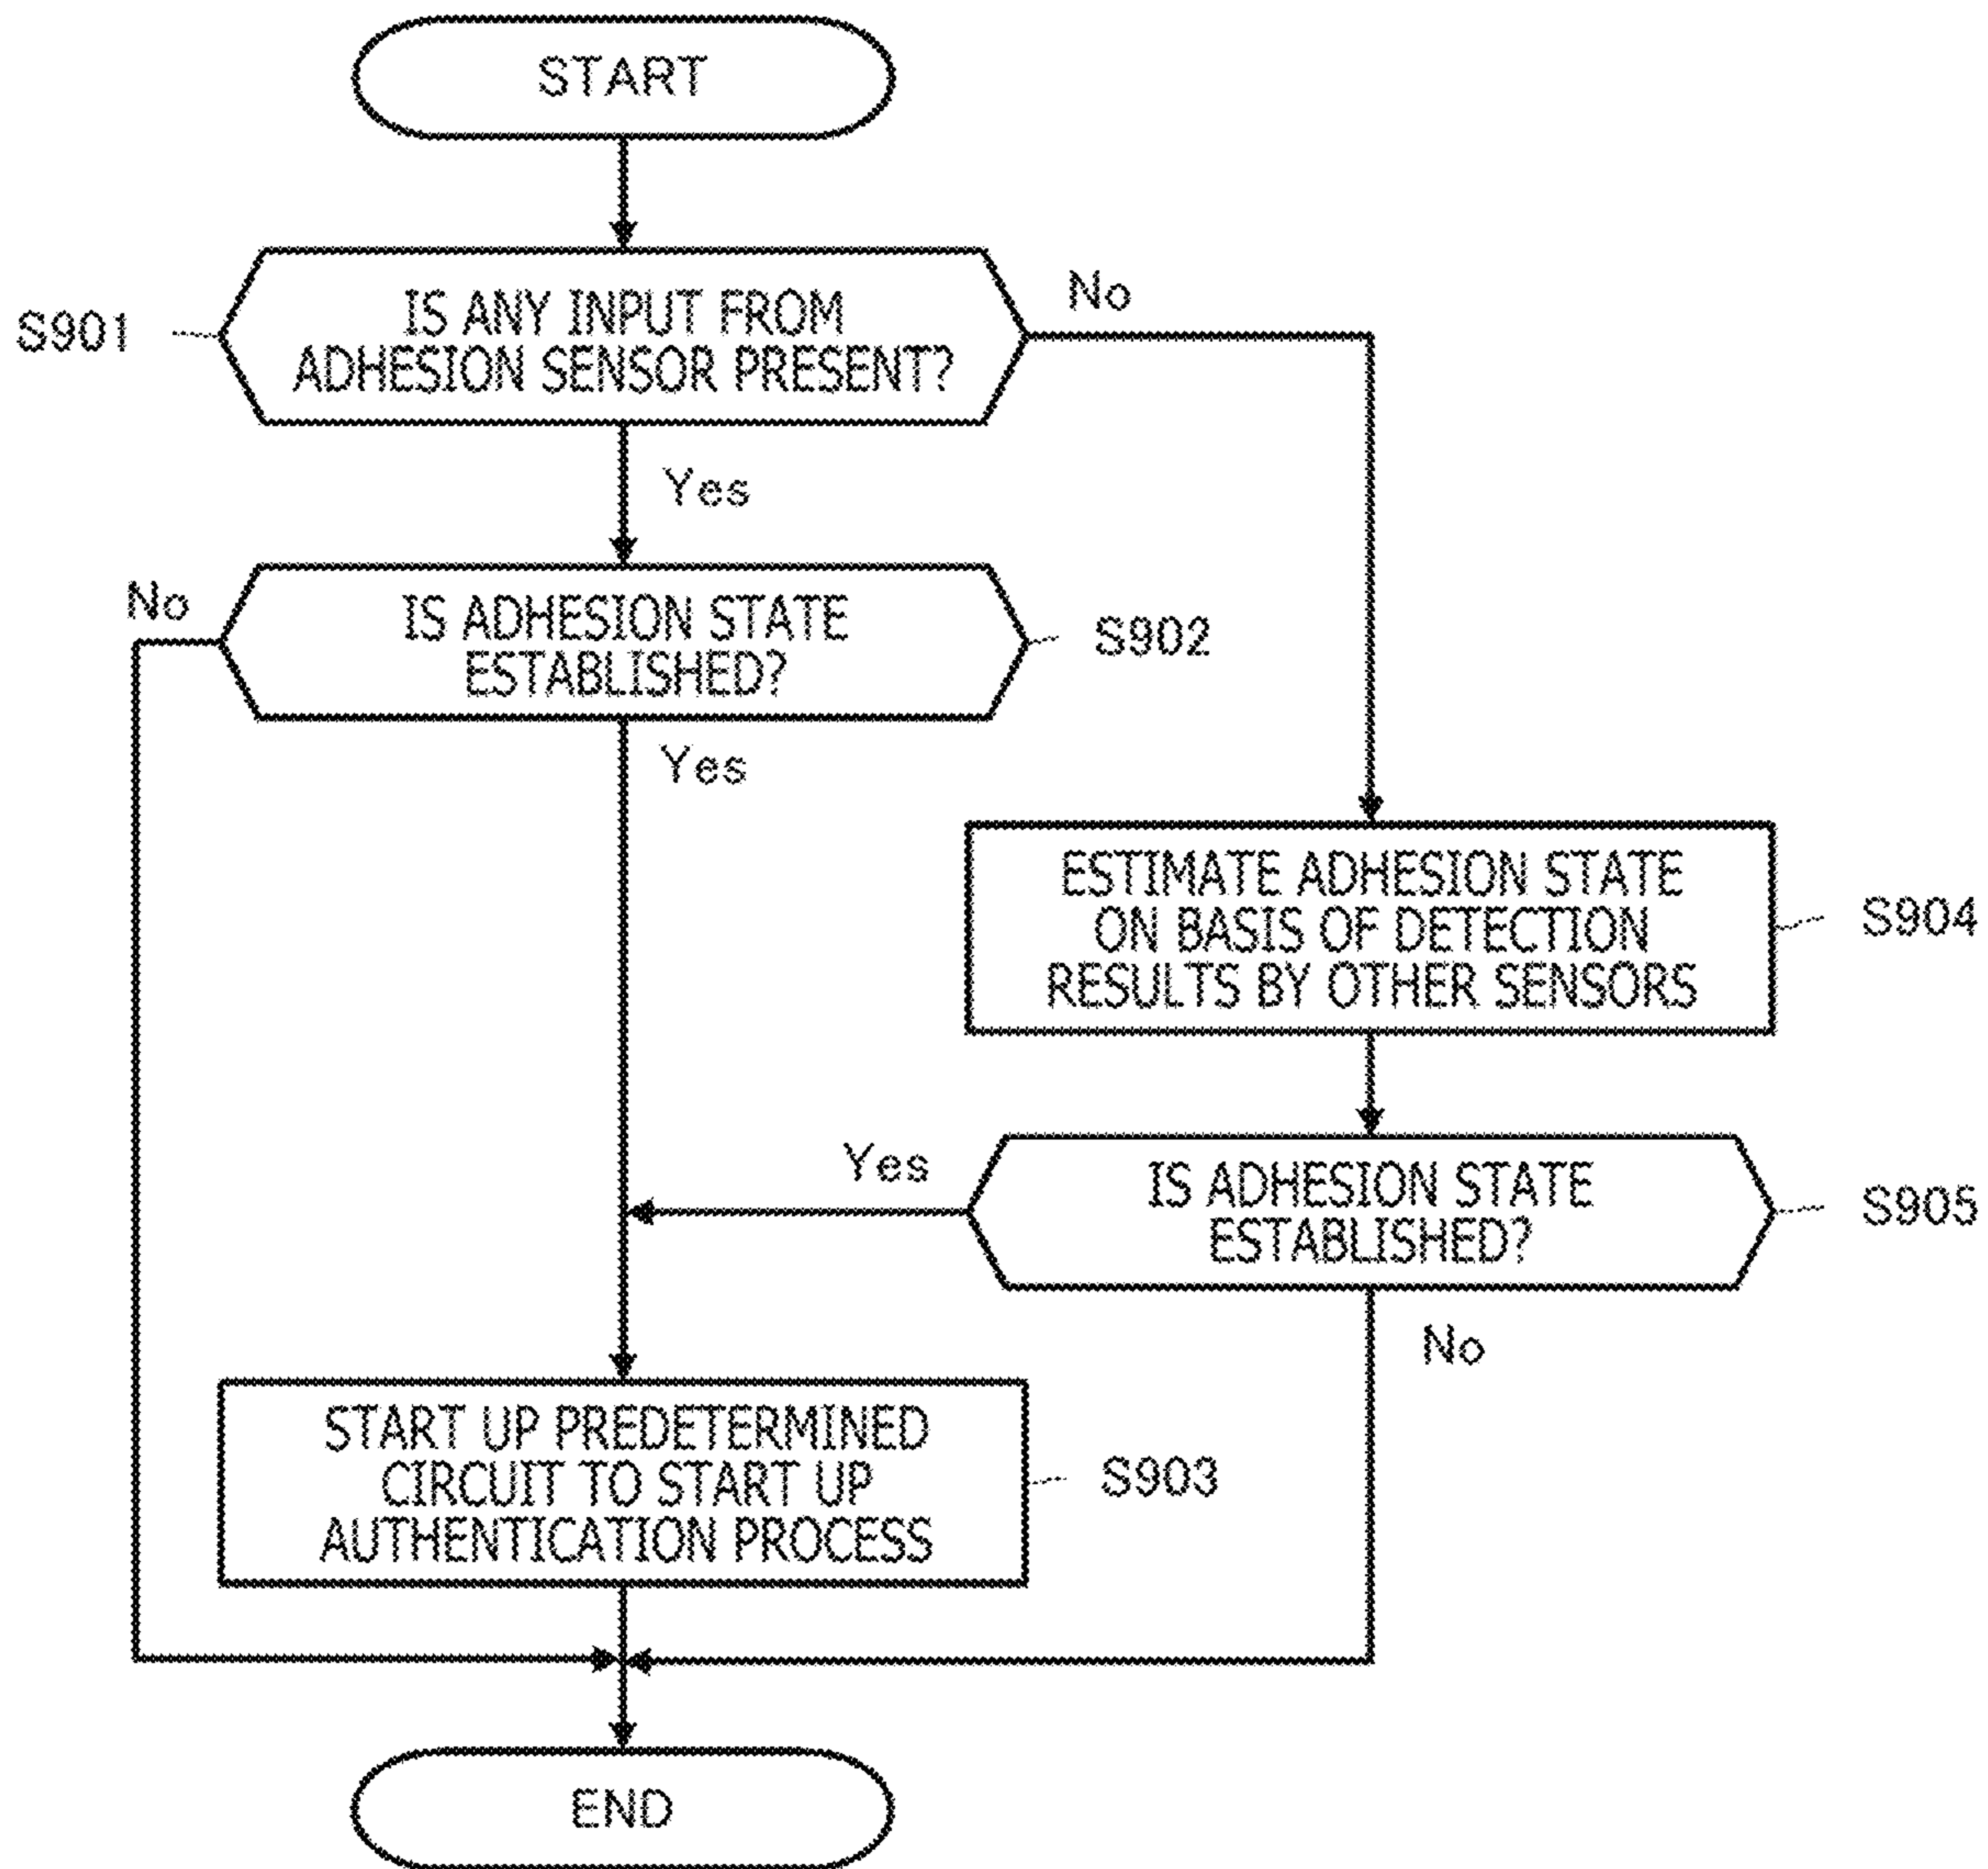 START
S901
IS ANY INPUT FROM
ADHESION SENSOR PRESENT?
No
Yes
No
IS ADHESION STATE
ESTABLISHED?
S902
Yes
ESTIMATE ADHESION STATE
ON BASIS OF DETECTION
RESULTS BY OTHER SENSORS
S904
Yes
IS ADHESION STATE
ESTABLISHED?
S905
No
START UP PREDETERMINED
CIRCUIT TO START UP
AUTHENTICATION PROCESS
S903
END